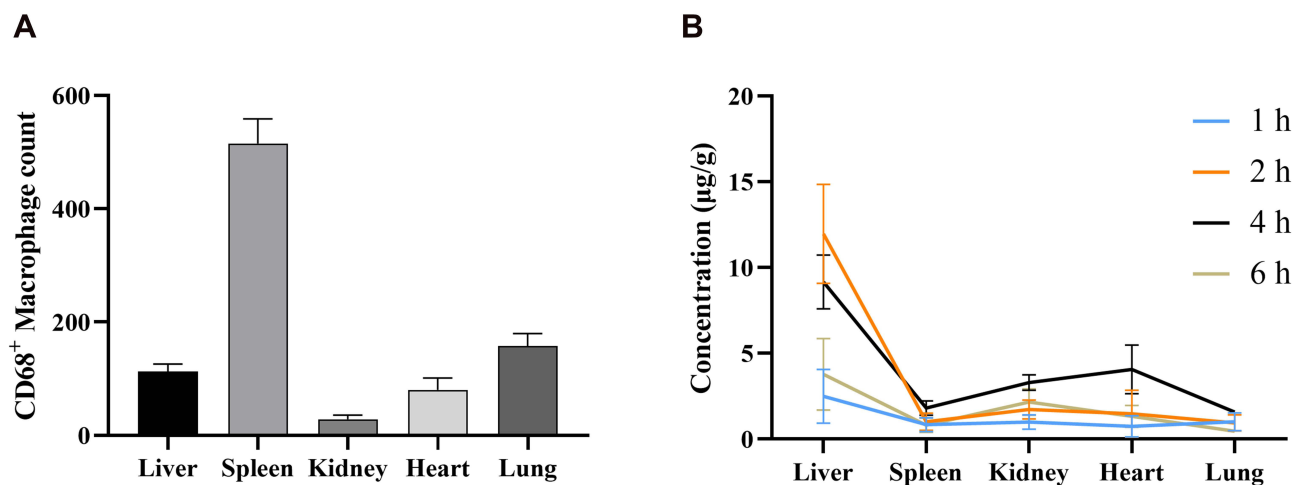 A
CD68⁺ Macrophage count
600
400
200
0
Liver Spleen Kidney Heart Lung
B
Concentration (μg/g)
20
15
10
5
0
Liver Spleen Kidney Heart Lung
1 h
2 h
4 h
6 h